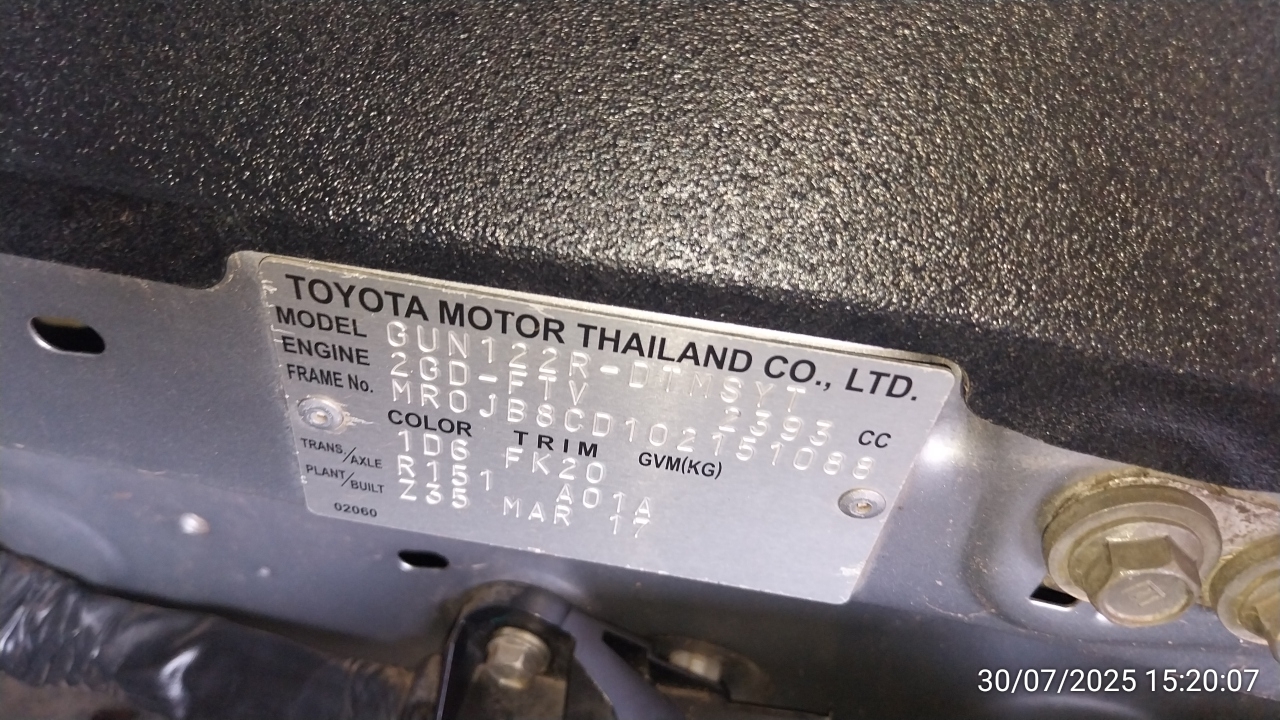 TOYOTA MOTOR THAILAND CO., LTD.
MODEL GUN122R-DTMSYT
ENGINE 2GD-FTV 2393 CC
FRAME No. MR0JB8CD102151088
COLOR TRIM GVM(KG)
1D6 FK20
TRANS./AXLE R151 A01A
PLANT/BUILT Z35 MAR 17
02060
30/07/2025 15:20:07